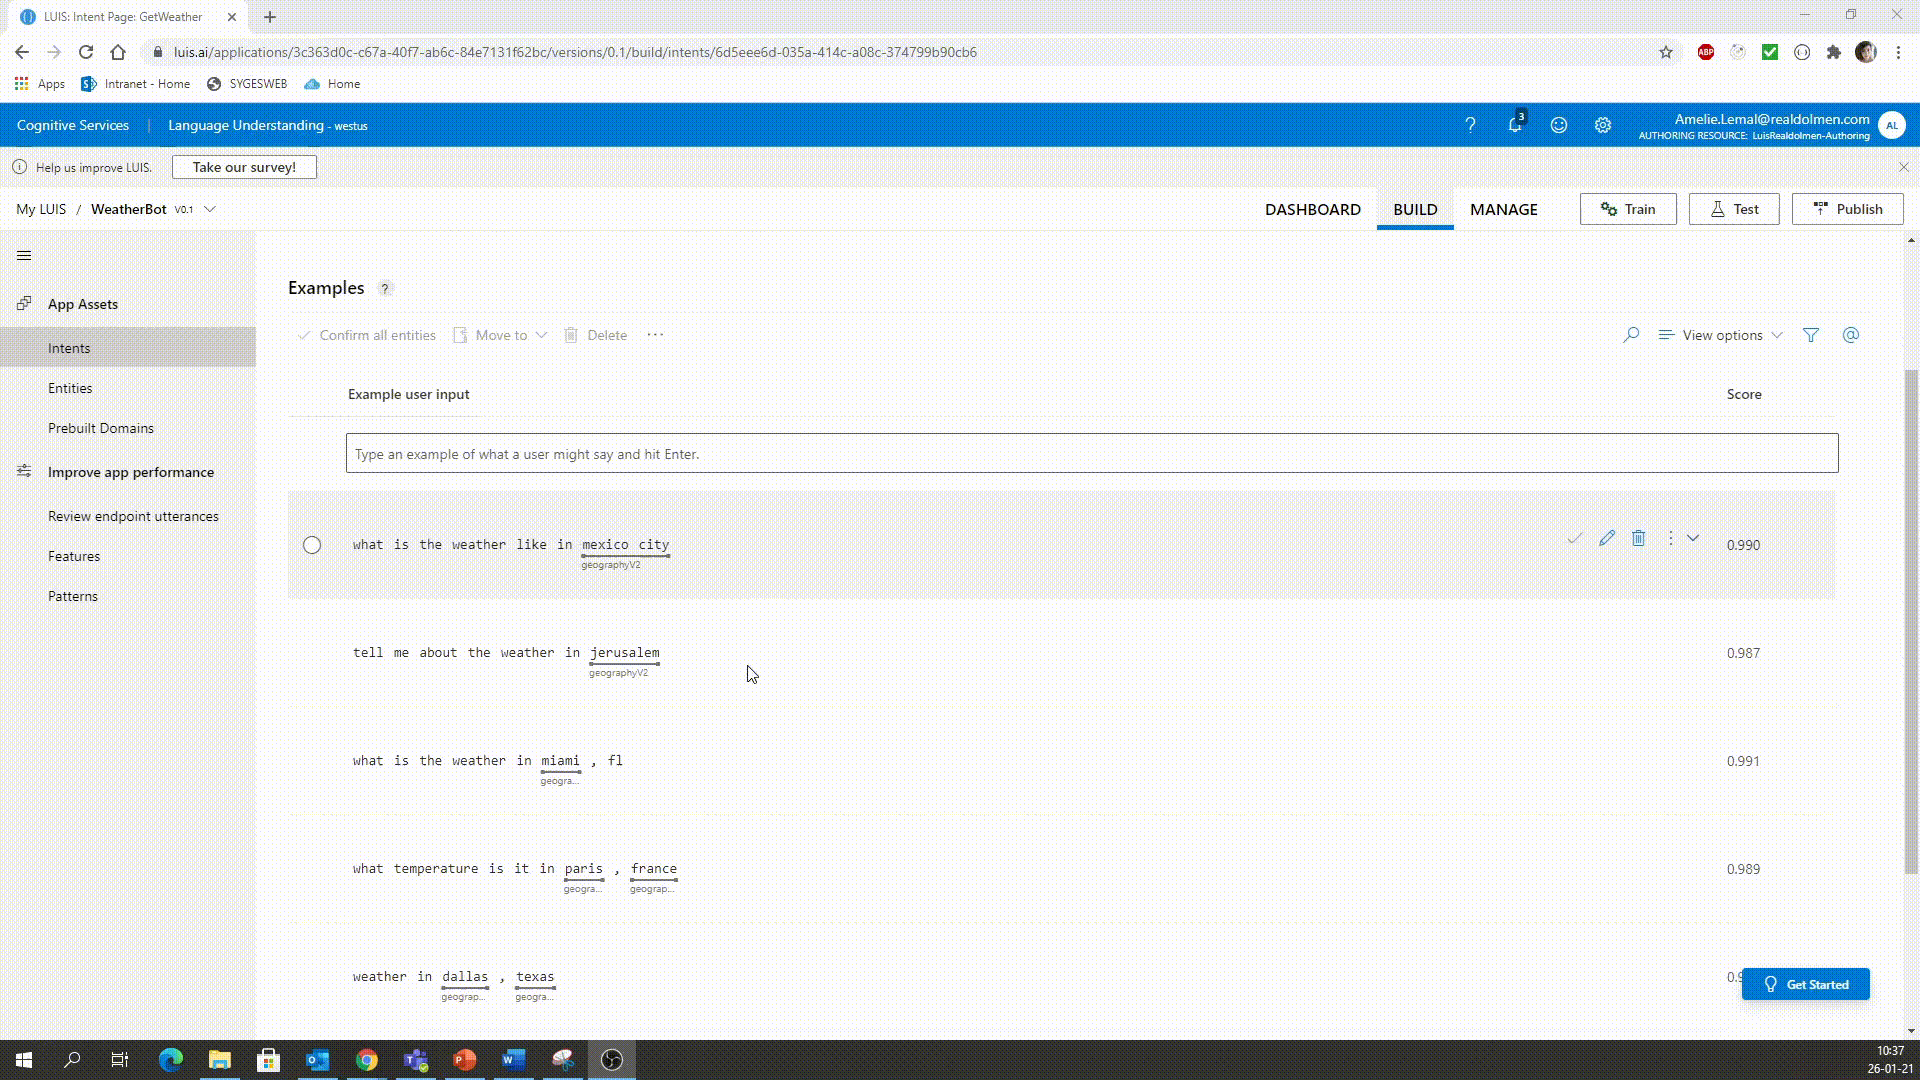 LUIS: Intent Page: GetWeather
luis.ai/applications/3c363d0c-c67a-40f7-ab6c-84e7131f62bc/versions/0.1/build/intents/6d5eee6d-035a-414c-a08c-374799b90cb6
ABP
Apps
Intranet - Home
SYGESWEB
Home
Cognitive Services | Language Understanding - westus
3
Amelie.Lemal@realdolmen.com
AUTHORING RESOURCE: LuisRealdolmen-Authoring
AL
Help us improve LUIS.
Take our survey!
My LUIS / WeatherBot V0.1
DASHBOARD
BUILD
MANAGE
Train
Test
Publish
App Assets
Intents
Entities
Prebuilt Domains
Improve app performance
Review endpoint utterances
Features
Patterns
Examples ?
Confirm all entities
Move to
Delete
...
View options
Example user input
Score
Type an example of what a user might say and hit Enter.
what is the weather like in mexico city
geographyV2
0.990
tell me about the weather in jerusalem
geographyV2
0.987
what is the weather in miami , fl
geogra...
0.991
what temperature is it in paris , france
geogra... geograp...
0.989
weather in dallas , texas
geograp... geogra...
Get Started
10:37
26-01-21